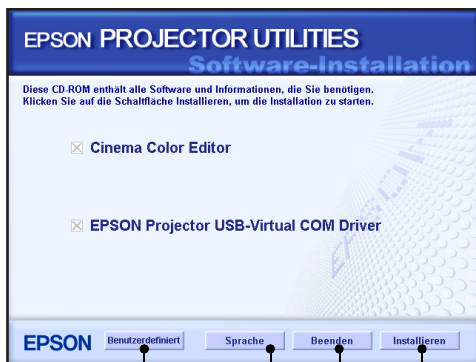 EPSON PROJECTOR UTILITIES
Software-Installation
Diese CD-ROM enthält alle Software und Informationen, die Sie benötigen.
Klicken Sie auf die Schaltfläche Installieren, um die Installation zu starten.
Cinema Color Editor
EPSON Projector USB-Virtual COM Driver
EPSON
EPSON Benutzerdefiniert Sprache Beenden Installieren